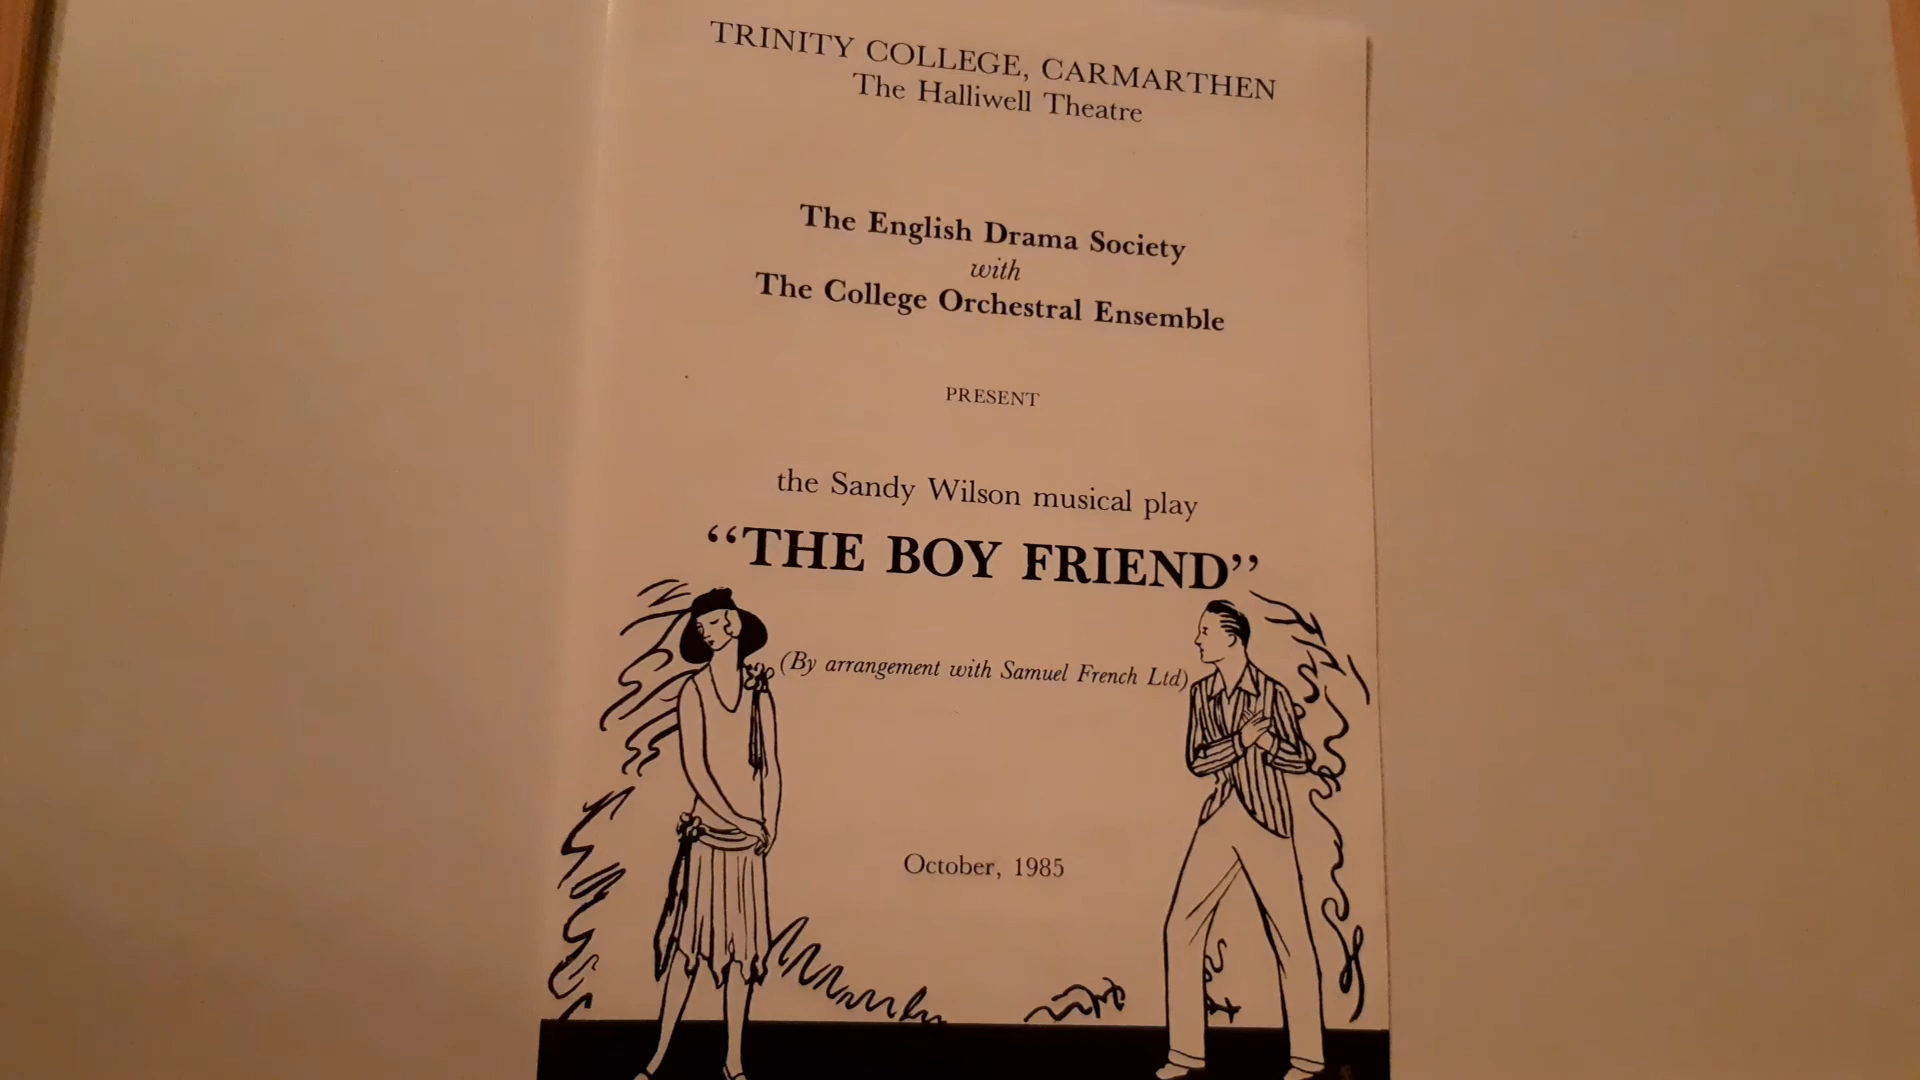 TRINITY COLLEGE, CARMARTHEN
The Halliwell Theatre
The English Drama Society
with
The College Orchestral Ensemble
PRESENT
the Sandy Wilson musical play
“THE BOY FRIEND”
(By arrangement with Samuel French Ltd)
October, 1985